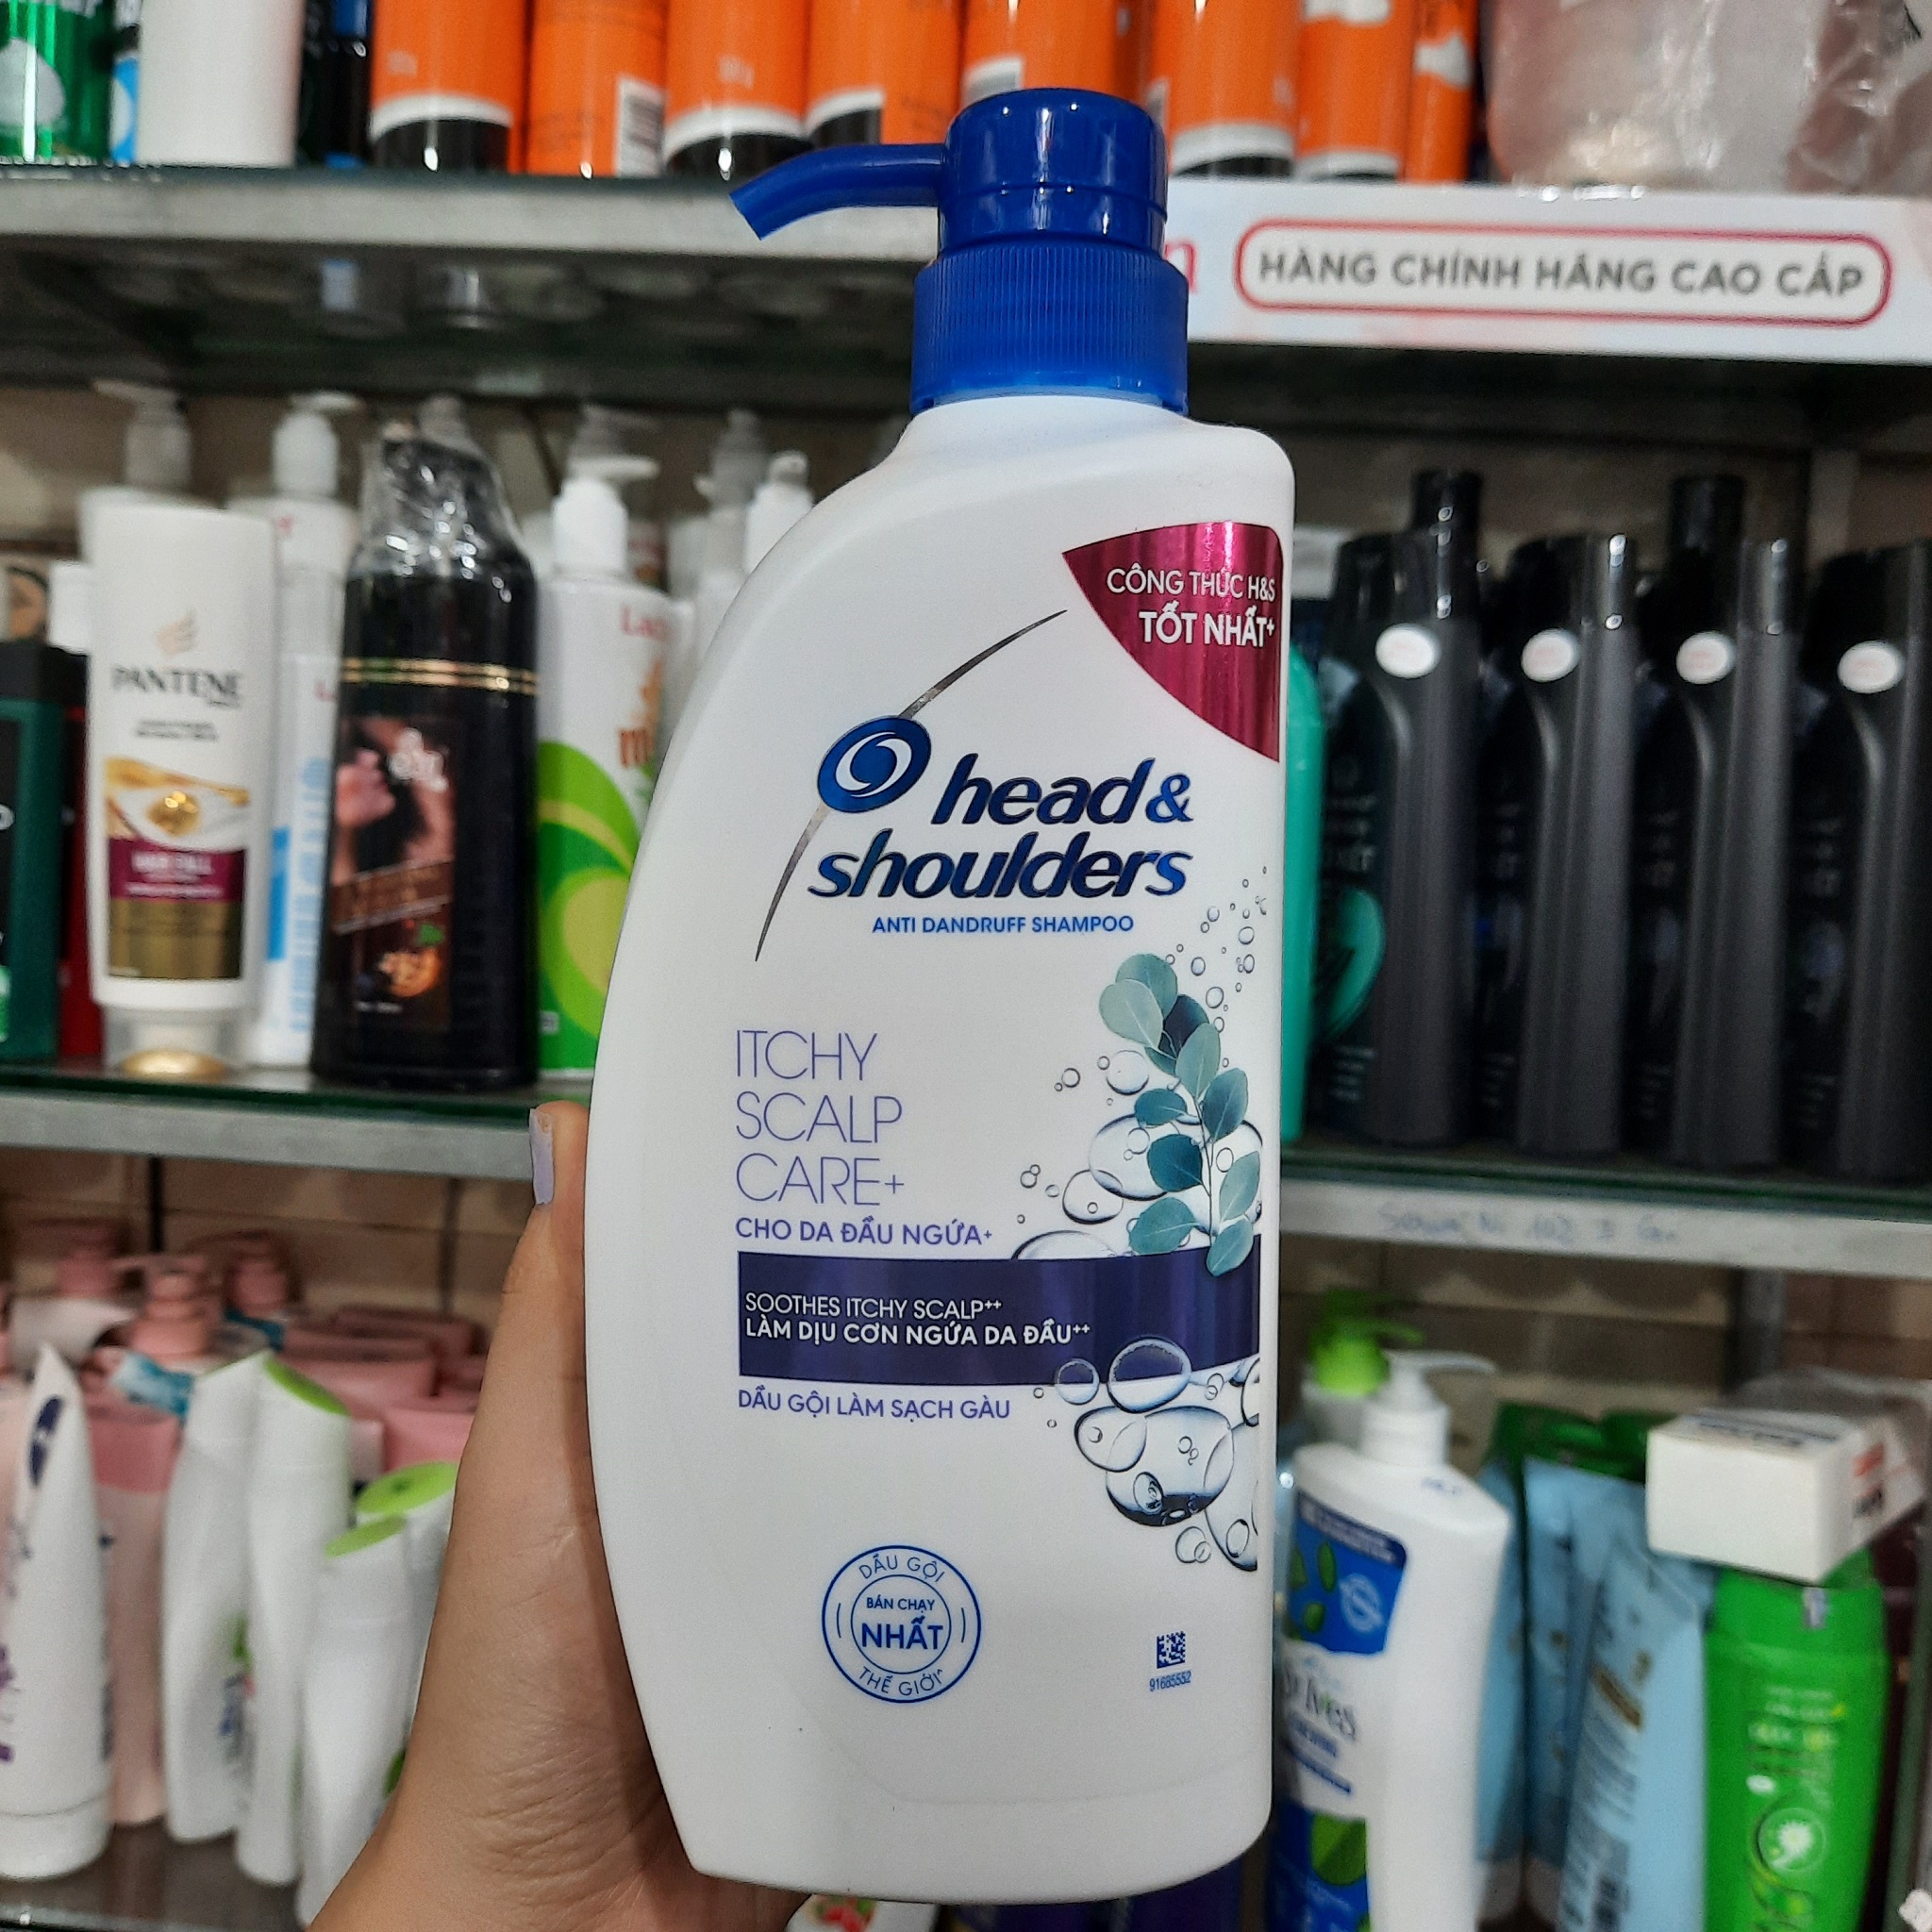 HÀNG CHÍNH HÃNG CAO CẤP
CÔNG THỨC H&S
TỐT NHẤT+
head &
shoulders
ANTI DANDRUFF SHAMPOO
ITCHY
SCALP
CARE+
CHO DA ĐẦU NGỨA+
SOOTHES ITCHY SCALP++
LÀM DỊU CƠN NGỨA DA ĐẦU++
DẦU GỘI LÀM SẠCH GÀU
DẦU GỘI
BÁN CHẠY
NHẤT
THẾ GIỚI^
91685552
PANTENE